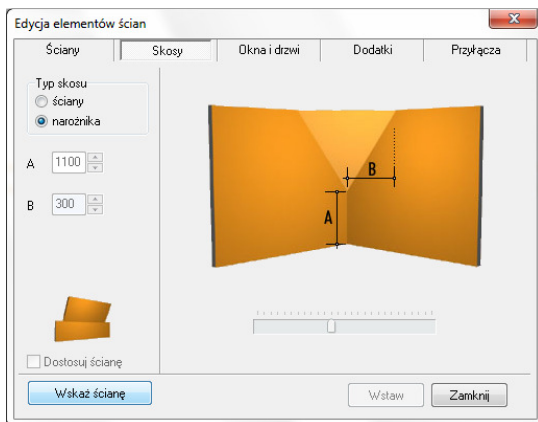 Edycja elementów ścian
Ściany
Skosy
Okna i drzwi
Dodatki
Przyłącza
Typ skosu
ściany
narożnika
A 1100
B 300
B
A
Dostosuj ścianę
Wskaż ścianę
Wstaw
Zamknij